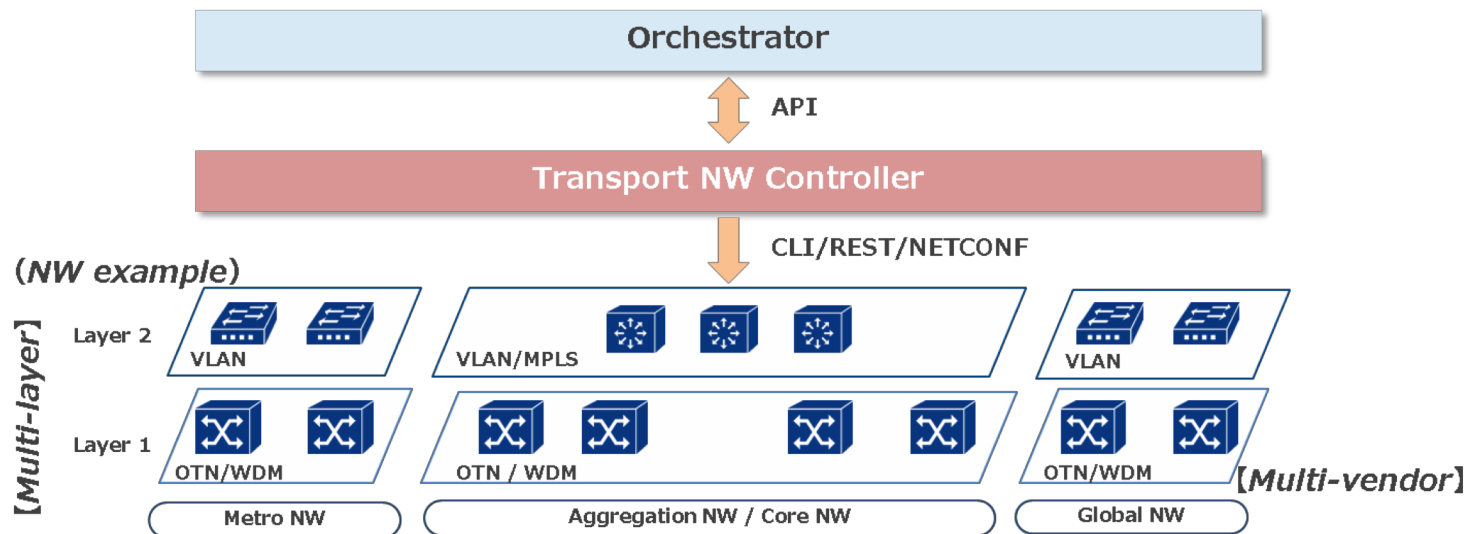 Orchestrator
API
Transport NW Controller
CLI/REST/NETCONF
(NW example)
【Multi-layer】
Layer 2
VLAN
VLAN/MPLS
VLAN
Layer 1
OTN/WDM
OTN / WDM
OTN/WDM
【Multi-vendor】
Metro NW
Aggregation NW / Core NW
Global NW